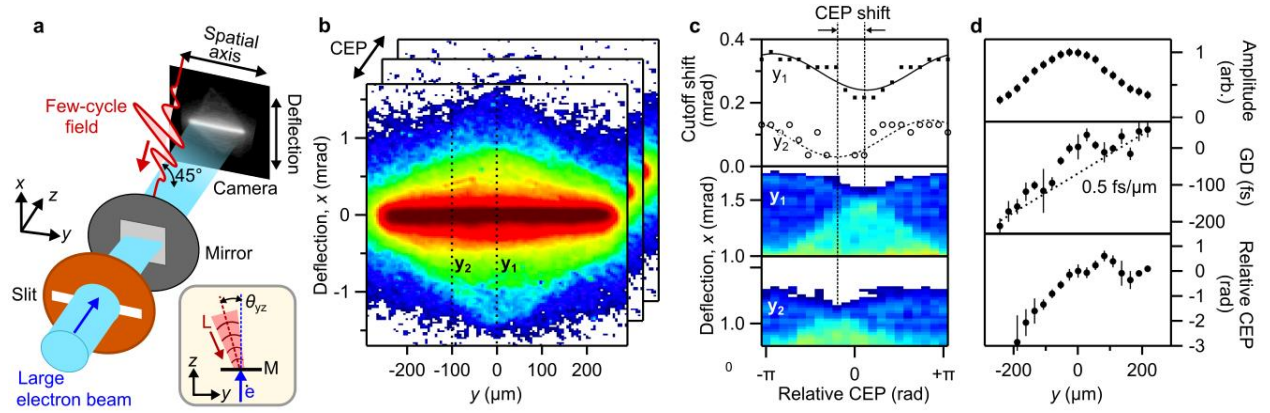 a
Spatial
axis
Few-cycle
field
Deflection
45°
Camera
x
z
y
Mirror
Slit
Large
electron beam
θyz
L
M
z
y
e
b
CEP
Deflection, x (mrad)
1
0
-1
y₂
y₁
-200 -100 0 100 200
y (µm)
c
CEP shift
Cutoff shift
(mrad)
0.4
0.2
0.0
y₁
y₂
Deflection, x (mrad)
1.5
1.0
y₁
1.0
0
y₂
-π 0 +π
Relative CEP (rad)
d
Amplitude
(arb.)
1
0
GD (fs)
0
-100
-200
0.5 fs/µm
Relative CEP
(rad)
1
0
-1
-2
-3
-200 0 200
y (µm)